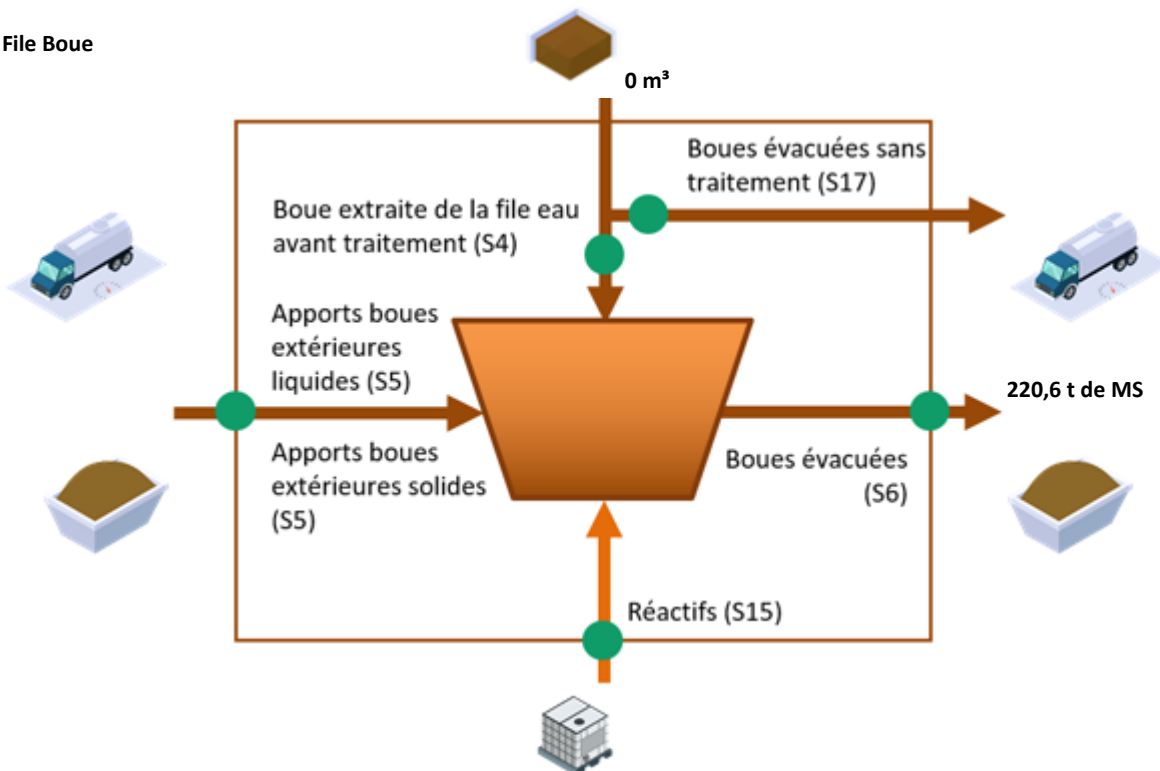 File Boue
0 m³
Boues évacuées sans
traitement (S17)
Boue extraite de la file eau
avant traitement (S4)
Apports boues
extérieures
liquides (S5)
220,6 t de MS
Apports boues
extérieures solides
(S5)
Boues évacuées
(S6)
Réactifs (S15)